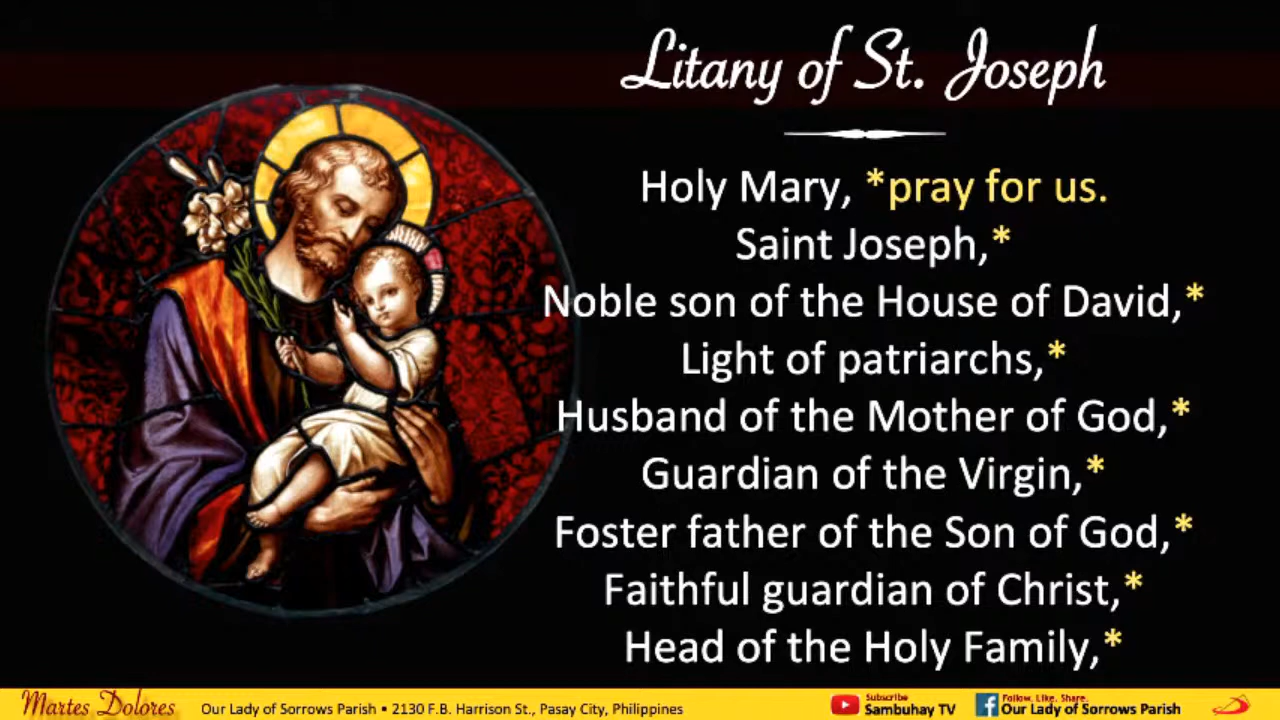 Litany of St. Joseph
Holy Mary, *pray for us.
Saint Joseph,*
Noble son of the House of David,*
Light of patriarchs,*
Husband of the Mother of God,*
Guardian of the Virgin,*
Foster father of the Son of God,*
Faithful guardian of Christ,*
Head of the Holy Family,*
Martes Dolores
Our Lady of Sorrows Parish • 2130 F.B. Harrison St., Pasay City, Philippines
Subscribe
Sambuhay TV
Follow. Like. Share.
Our Lady of Sorrows Parish